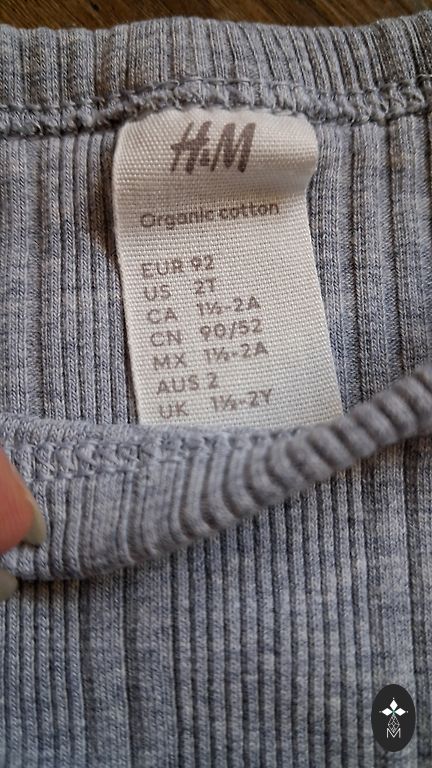 H&M
Organic cotton
EUR 92
US 2T
CA 1½-2A
CN 90/52
MX 1½-2A
AUS 2
UK 1½-2Y
M